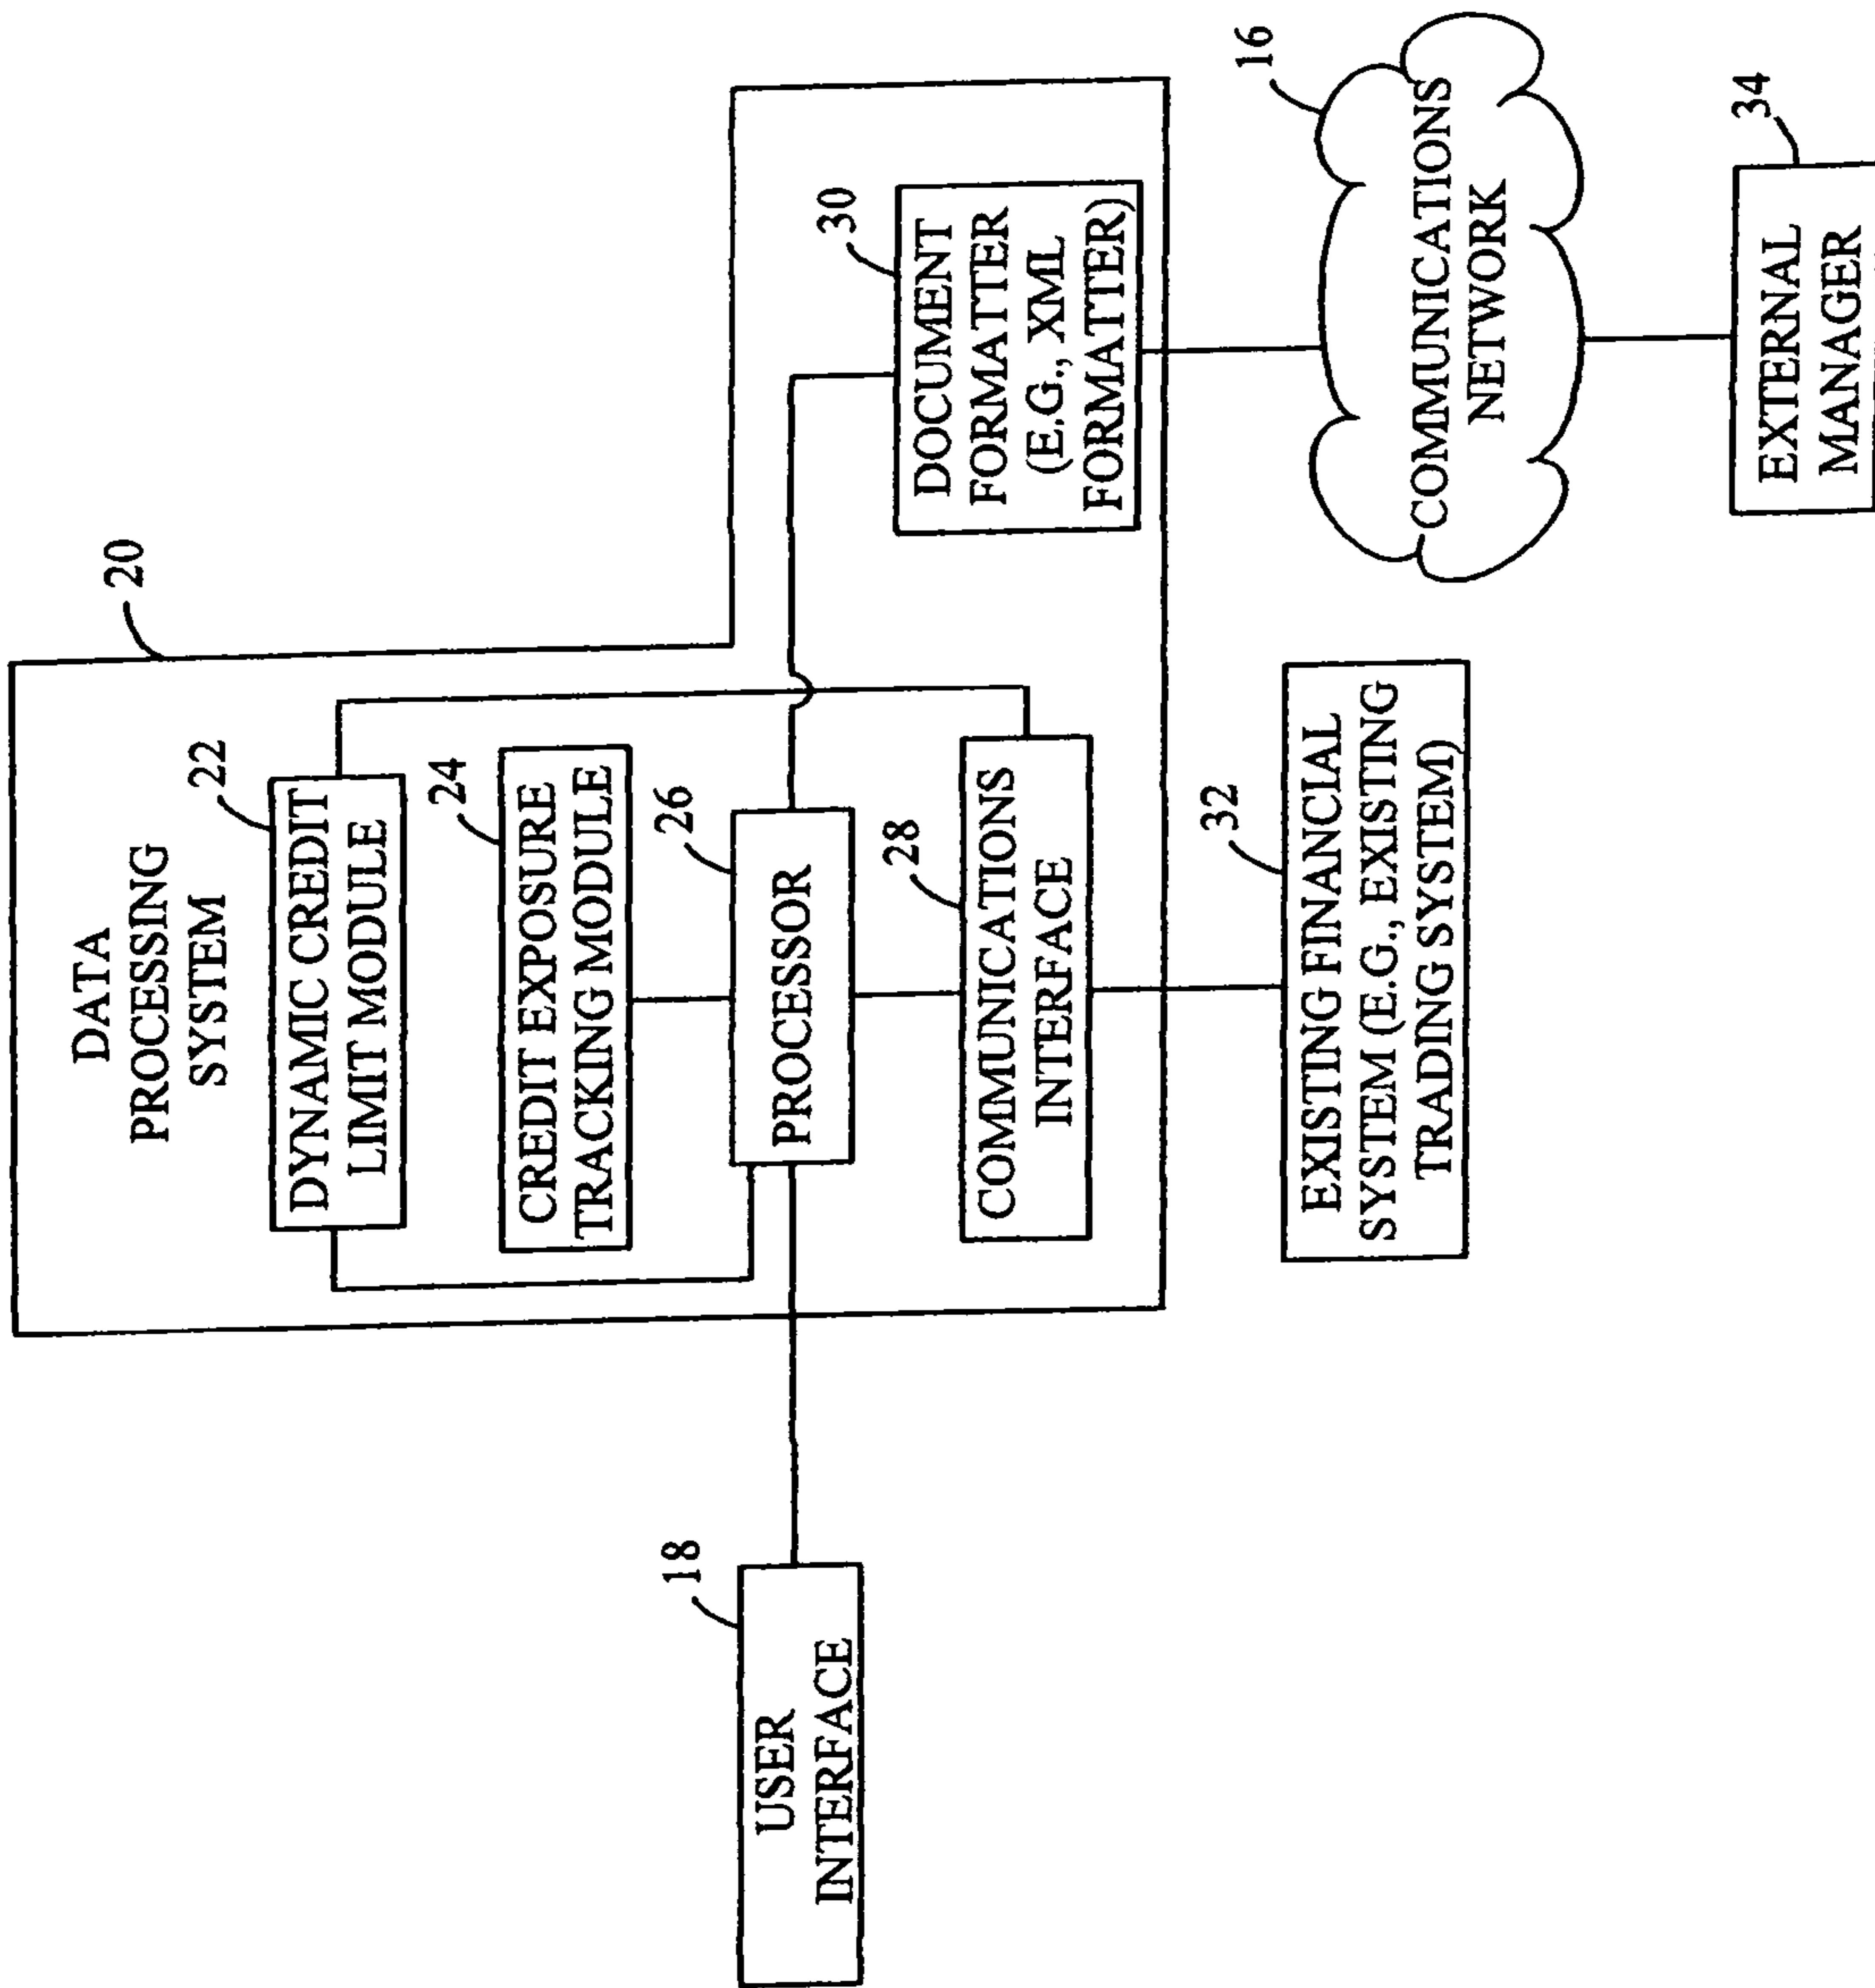 DATA
PROCESSING
SYSTEM
20
DYNAMIC CREDIT
LIMIT MODULE
22
CREDIT EXPOSURE
TRACKING MODULE
24
USER
INTERFACE
18
PROCESSOR
26
COMMUNICATIONS
INTERFACE
28
DOCUMENT
FORMATTER
(E.G., XML
FORMATTER)
30
EXISTING FINANCIAL
SYSTEM (E.G., EXISTING
TRADING SYSTEM)
32
COMMUNICATIONS
NETWORK
16
EXTERNAL
MANAGER
34